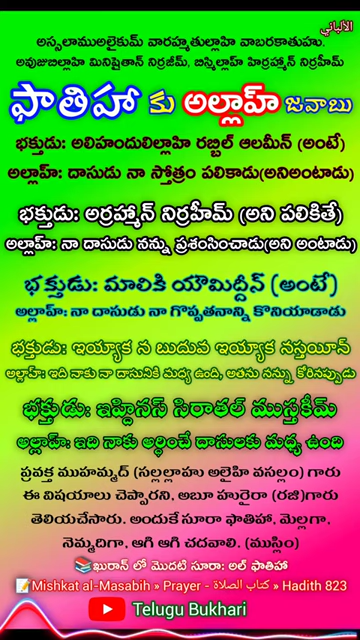 الألباني
అస్సలాముఅలైకుమ్ వారహ్మతుల్లాహి వాబరకాతుహు.
అవుజుబిల్లాహి మినిషైతాన్ నిర్రజీమ్, బిస్మిల్లాహ్ హిర్రహ్మాన్ నిర్రహీమ్
ఫాతిహా కు అల్లాహ్ జవాబు
భక్తుడు: అలిహందులిల్లాహి రబ్బిల్ ఆలమీన్ (అంటే)
అల్లాహ్: దాసుడు నా స్తోత్రం పలికాడు(అనిఅంటాడు)
భక్తుడు: అర్రహ్మాన్ నిర్రహీమ్ (అని పలికితే)
అల్లాహ్: నా దాసుడు నన్ను ప్రశంసించాడు(అని అంటాడు)
భక్తుడు: మాలికి యౌమిద్దీన్ (అంటే)
అల్లాహ్: నా దాసుడు నా గొప్పతనాన్ని కొనియాడాడు
భక్తుడు: ఇయ్యాక న బుదువ ఇయ్యాక నస్తయీన్
అల్లాహ్: ఇది నాకు నా దాసునికి మధ్య ఉంది, అతను నన్ను కోరినప్పుడు
భక్తుడు: ఇహ్దినస్ సిరాతల్ ముస్తకీమ్
అల్లాహ్: ఇది నాకు అర్ధించే దాసులకు మధ్య ఉంది
ప్రవక్త ముహమ్మద్ (సల్లల్లాహు అలైహి వసల్లం) గారు
ఈ విషయాలు చెప్పారని, అబూ హురైరా (రజి)గారు
తెలియచేసారు. అందుకే సూరా ఫాతిహా, మెల్లగా,
నెమ్మదిగా, ఆగి ఆగి చదవాలి. (ముస్లిం)
📚ఖురాన్ లో మొదటి సూరా: అల్ ఫాతిహా
📝Mishkat al-Masabih » Prayer - كتاب الصلاة » Hadith 823
Telugu Bukhari